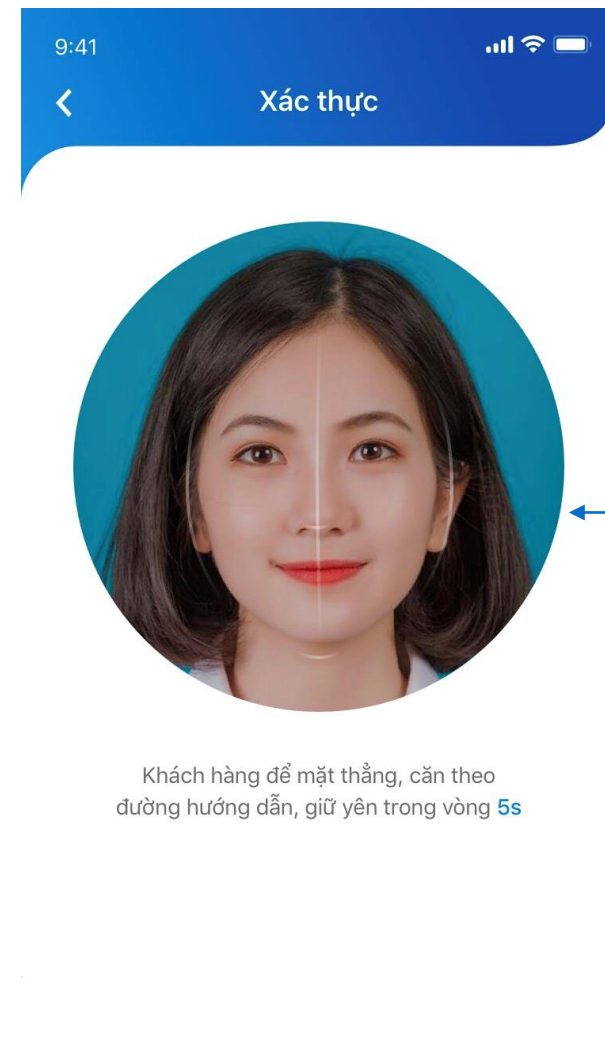 9:41
Xác thực
Khách hàng để mặt thẳng, căn theo
đường hướng dẫn, giữ yên trong vòng 5s